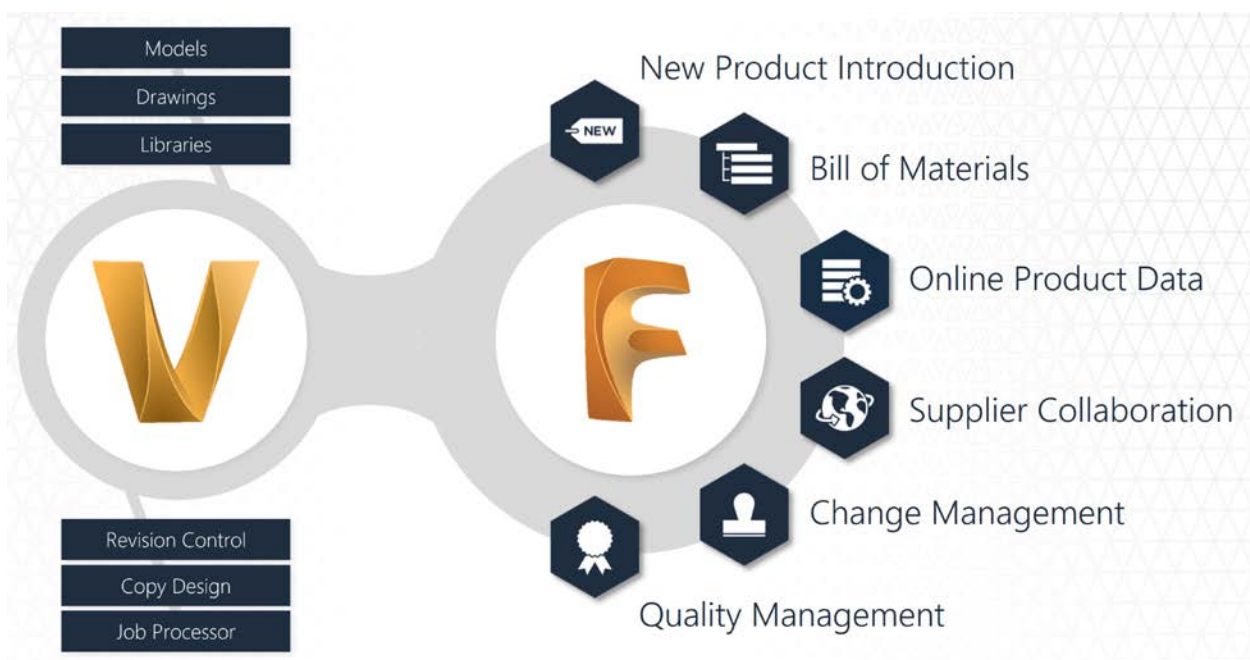 Models
Drawings
Libraries
V
Revision Control
Copy Design
Job Processor
F
New Product Introduction
NEW
Bill of Materials
Online Product Data
Supplier Collaboration
Change Management
Quality Management